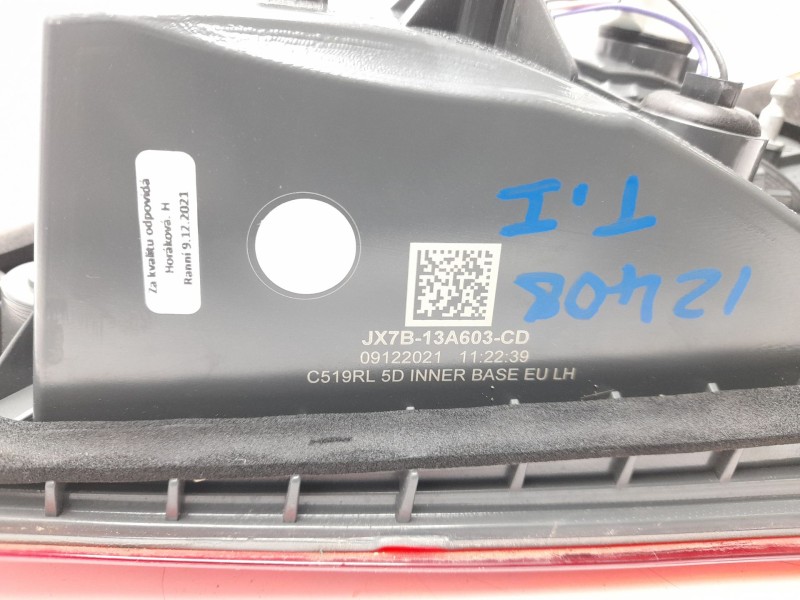 Za kvalitu odpovídá
Horáková. H
Ranní 9.12.2021
T.I
12408
JX7B-13A603-CD
09122021 11:22:39
C519RL 5D INNER BASE EU LH